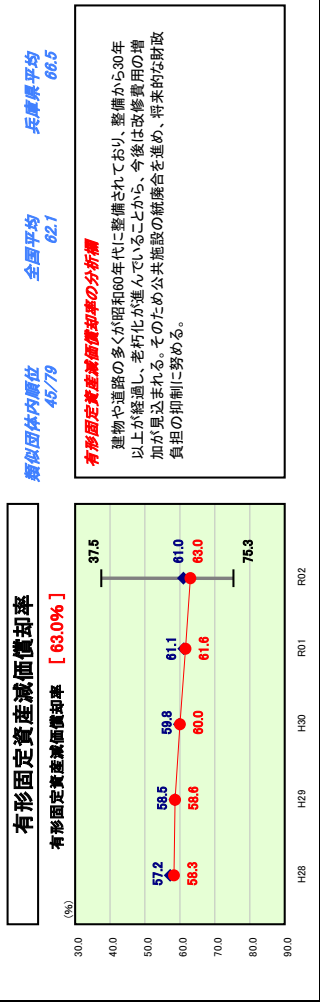 有形固定資産減価償却率
有形固定資産減価償却率 [ 63.0% ]
(%)
30.0
40.0
50.0
60.0
70.0
80.0
90.0
H28
H29
H30
R01
R02
57.2
58.5
59.8
61.1
61.0
58.3
58.6
60.0
61.6
63.0
37.5
75.3
類似団体内順位
45/79
全国平均
62.1
兵庫県平均
66.5
有形固定資産減価償却率の分析欄
建物や道路の多くが昭和60年代に整備されており、整備から30年
以上が経過し、老朽化が進んでいることから、今後は改修費用の増
加が見込まれる。そのため公共施設の統廃合を進め、将来的な財政
負担の抑制に努める。